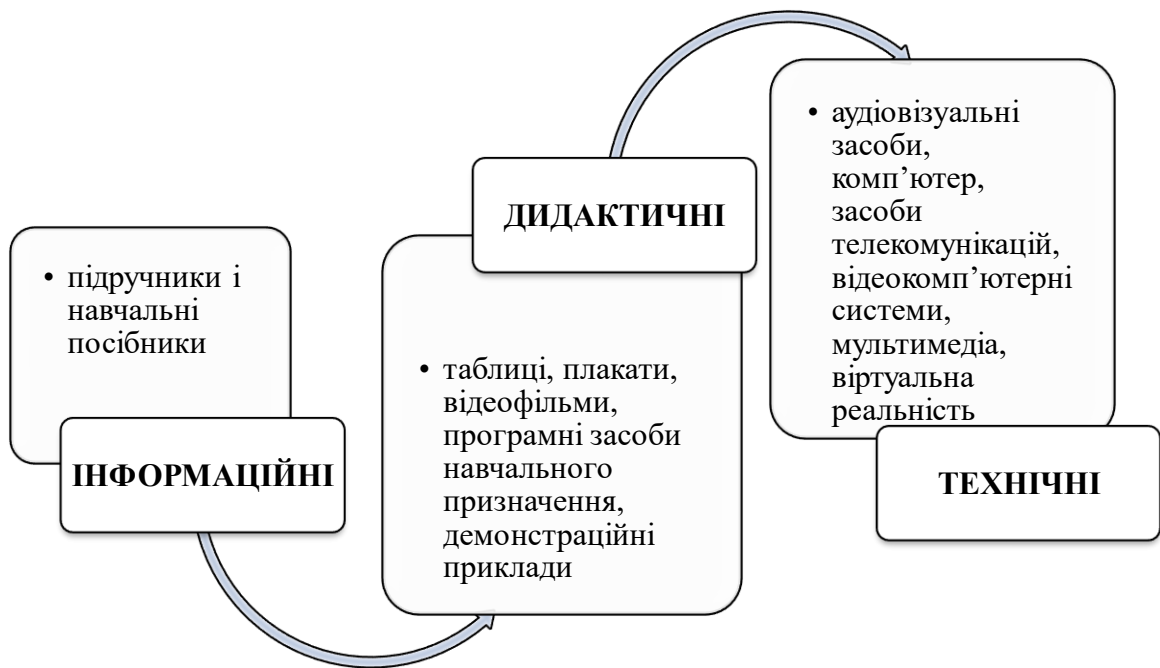 • підручники і
навчальні
посібники
ІНФОРМАЦІЙНІ
ДИДАКТИЧНІ
• таблиці, плакати,
відеофільми,
програмні засоби
навчального
призначення,
демонстраційні
приклади
• аудіовізуальні
засоби,
комп’ютер,
засоби
телекомунікацій,
відеокомп’ютерні
системи,
мультимедіа,
віртуальна
реальність
ТЕХНІЧНІ